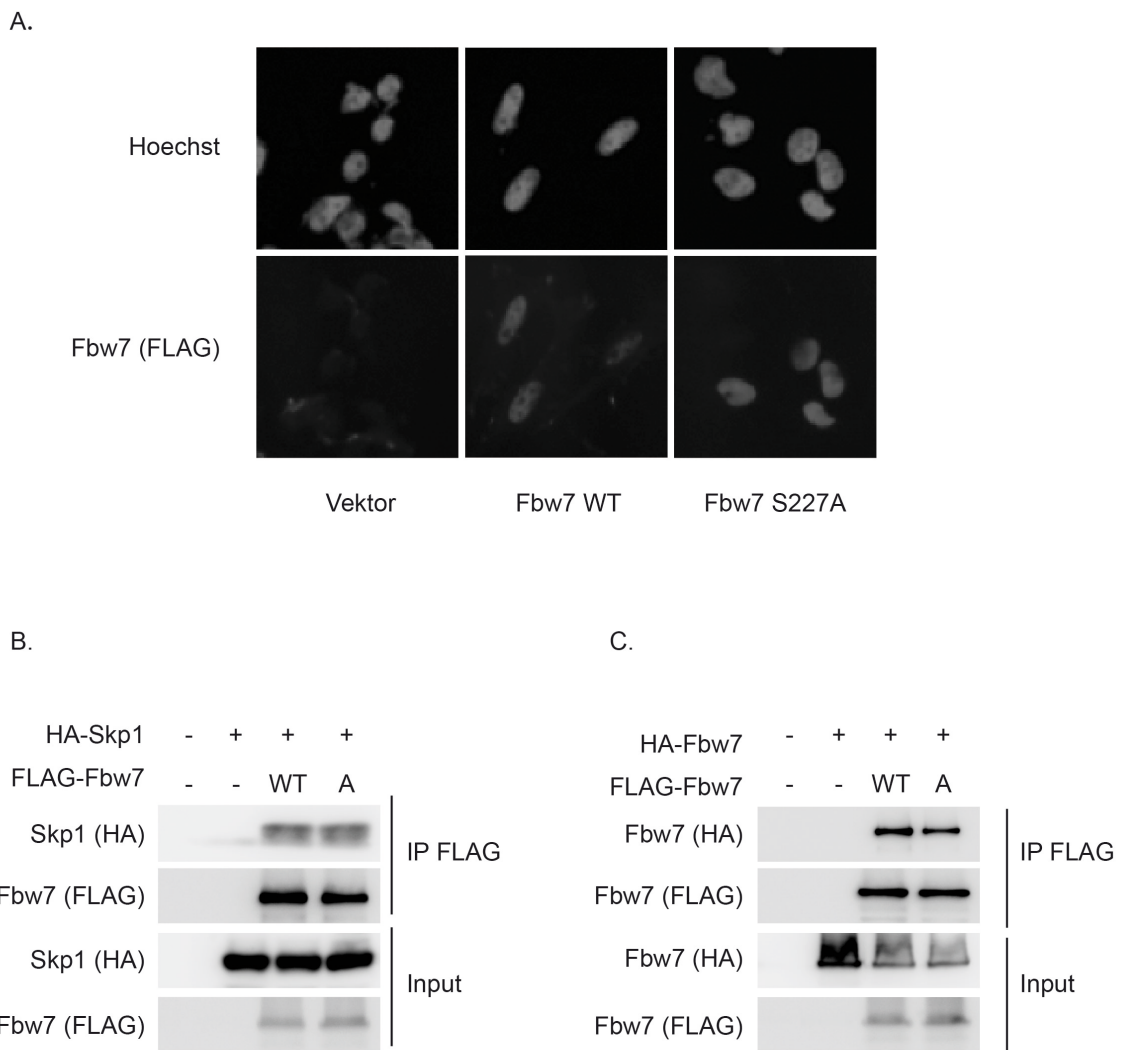 A.
Hoechst
Fbw7 (FLAG)
Vektor Fbw7 WT Fbw7 S227A
B.
HA-Skp1 - + + +
FLAG-Fbw7 - - WT A
Skp1 (HA)
Fbw7 (FLAG)
IP FLAG
Skp1 (HA)
Fbw7 (FLAG)
Input
C.
HA-Fbw7 - + + +
FLAG-Fbw7 - - WT A
Fbw7 (HA)
Fbw7 (FLAG)
IP FLAG
Fbw7 (HA)
Fbw7 (FLAG)
Input